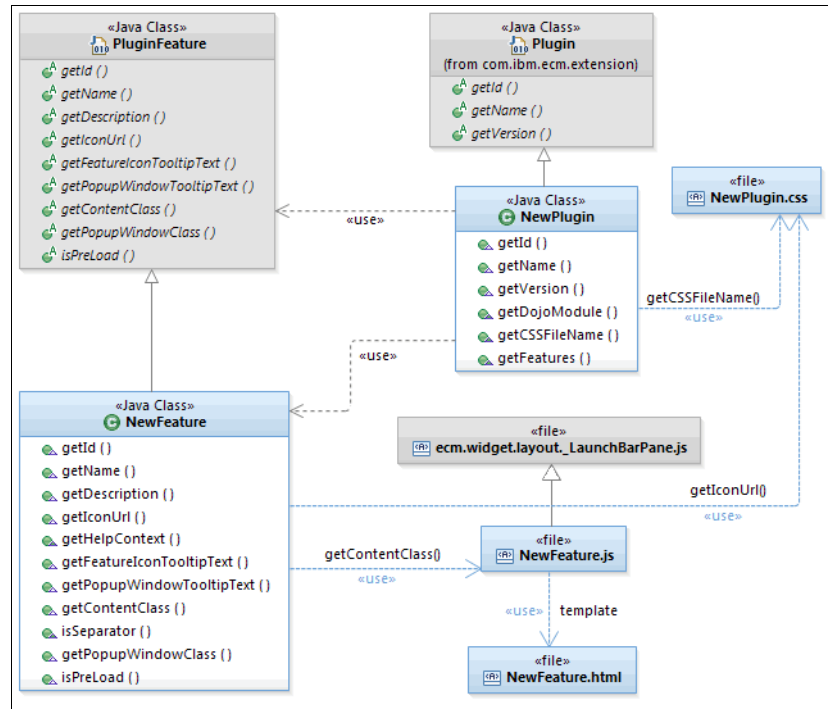 «Java Class»
PluginFeature
getId ( )
getName ( )
getDescription ( )
getIconUrl ( )
getFeatureIconTooltipText ( )
getPopupWindowTooltipText ( )
getContentClass ( )
getPopupWindowClass ( )
isPreLoad ( )
«Java Class»
Plugin
(from com.ibm.ecm.extension)
getId ( )
getName ( )
getVersion ( )
«use»
«Java Class»
NewPlugin
getId ( )
getName ( )
getVersion ( )
getDojoModule ( )
getCSSFileName ( )
getFeatures ( )
«file»
NewPlugin.css
getCSSFileName()
«use»
«use»
«Java Class»
NewFeature
getId ( )
getName ( )
getDescription ( )
getIconUrl ( )
getHelpContext ( )
getFeatureIconTooltipText ( )
getPopupWindowTooltipText ( )
getContentClass ( )
isSeparator ( )
getPopupWindowClass ( )
isPreLoad ( )
«file»
ecm.widget.layout._LaunchBarPane.js
getIconUrl()
«use»
getContentClass()
«use»
«file»
NewFeature.js
«use» template
«file»
NewFeature.html